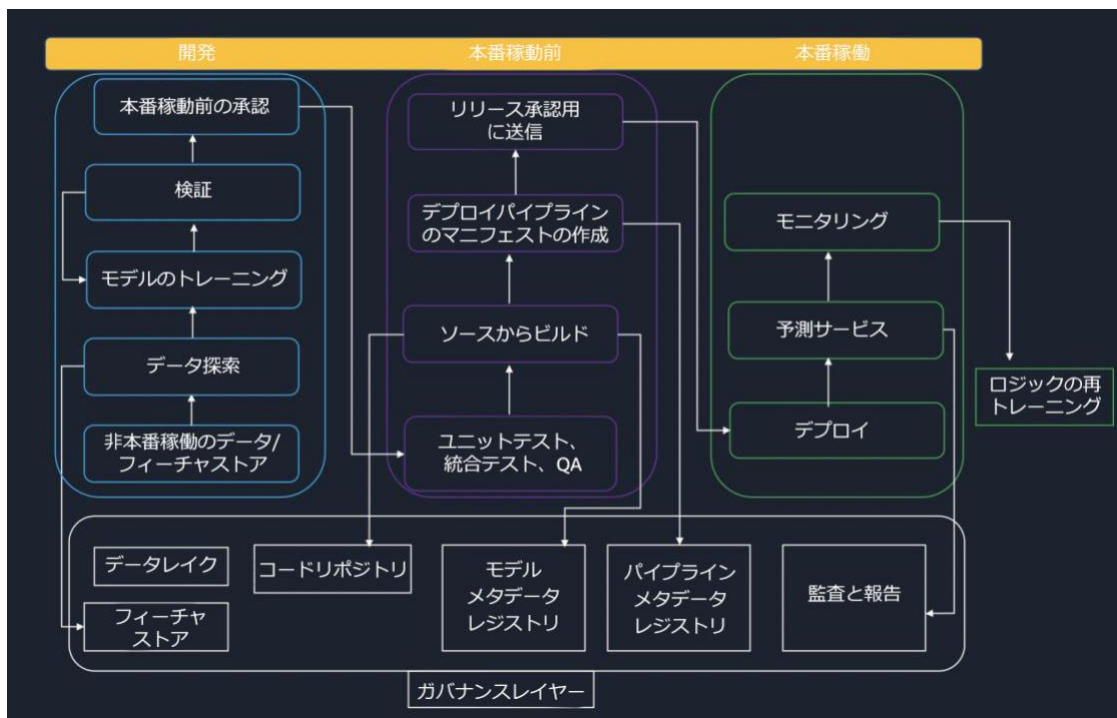 開発
本番稼働前
本番稼働
本番稼働前の承認
検証
モデルのトレーニング
データ探索
非本番稼働のデータ/
フィーチャストア
リリース承認用
に送信
デプロイパイプライン
のマニフェストの作成
ソースからビルド
ユニットテスト、
統合テスト、QA
モニタリング
予測サービス
デプロイ
ロジックの再
トレーニング
データレイク
フィーチャ
ストア
コードリポジトリ
モデル
メタデータ
レジストリ
パイプライン
メタデータ
レジストリ
監査と報告
ガバナンスレイヤー